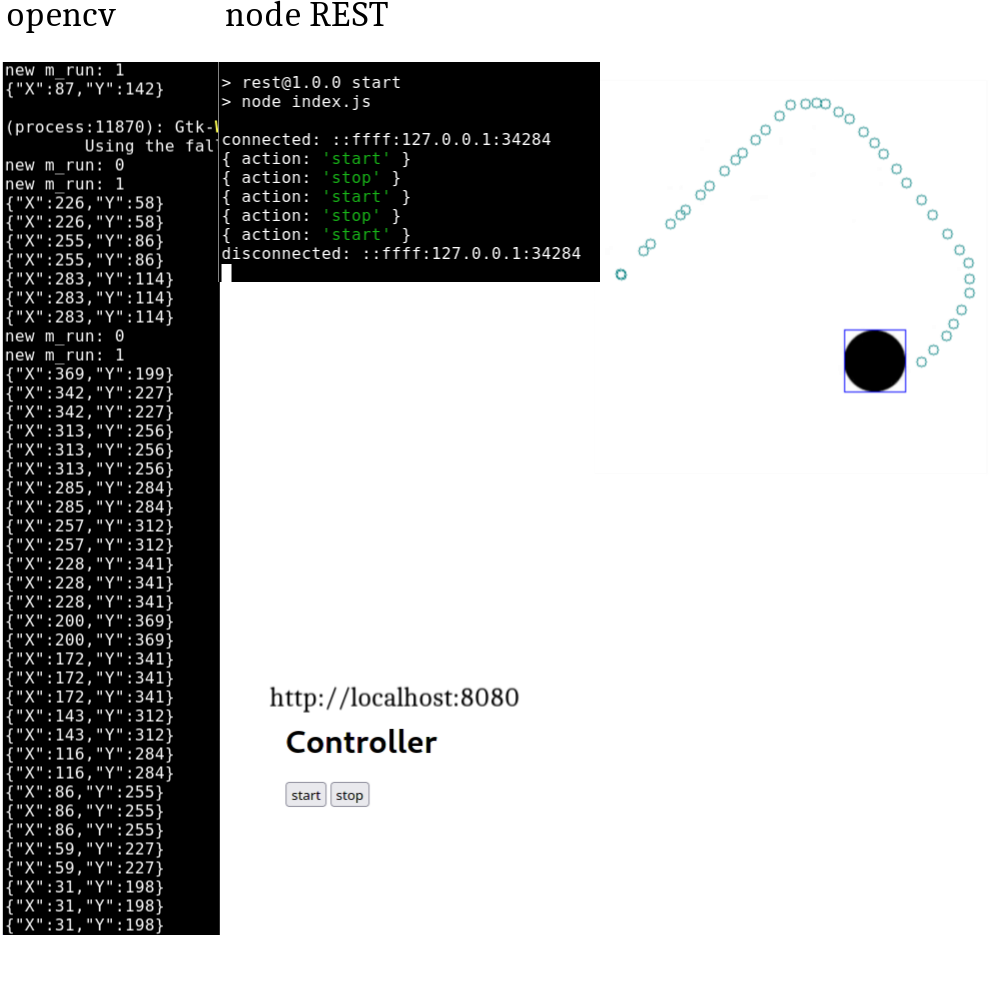 opencv
node REST
new m_run: 1
{"X":87,"Y":142}
(process:11870): Gtk-
Using the fal
new m_run: 0
new m_run: 1
{"X":226,"Y":58}
{"X":226,"Y":58}
{"X":255,"Y":86}
{"X":255,"Y":86}
{"X":283,"Y":114}
{"X":283,"Y":114}
{"X":283,"Y":114}
new m_run: 0
new m_run: 1
{"X":369,"Y":199}
{"X":342,"Y":227}
{"X":342,"Y":227}
{"X":313,"Y":256}
{"X":313,"Y":256}
{"X":313,"Y":256}
{"X":285,"Y":284}
{"X":285,"Y":284}
{"X":257,"Y":312}
{"X":257,"Y":312}
{"X":228,"Y":341}
{"X":228,"Y":341}
{"X":228,"Y":341}
{"X":200,"Y":369}
{"X":200,"Y":369}
{"X":172,"Y":341}
{"X":172,"Y":341}
{"X":172,"Y":341}
{"X":143,"Y":312}
{"X":143,"Y":312}
{"X":116,"Y":284}
{"X":116,"Y":284}
{"X":86,"Y":255}
{"X":86,"Y":255}
{"X":86,"Y":255}
{"X":59,"Y":227}
{"X":59,"Y":227}
{"X":31,"Y":198}
{"X":31,"Y":198}
{"X":31,"Y":198}
> rest@1.0.0 start
> node index.js
connected: ::ffff:127.0.0.1:34284
{ action: 'start' }
{ action: 'stop' }
{ action: 'start' }
{ action: 'stop' }
{ action: 'start' }
disconnected: ::ffff:127.0.0.1:34284
http://localhost:8080
Controller
start stop